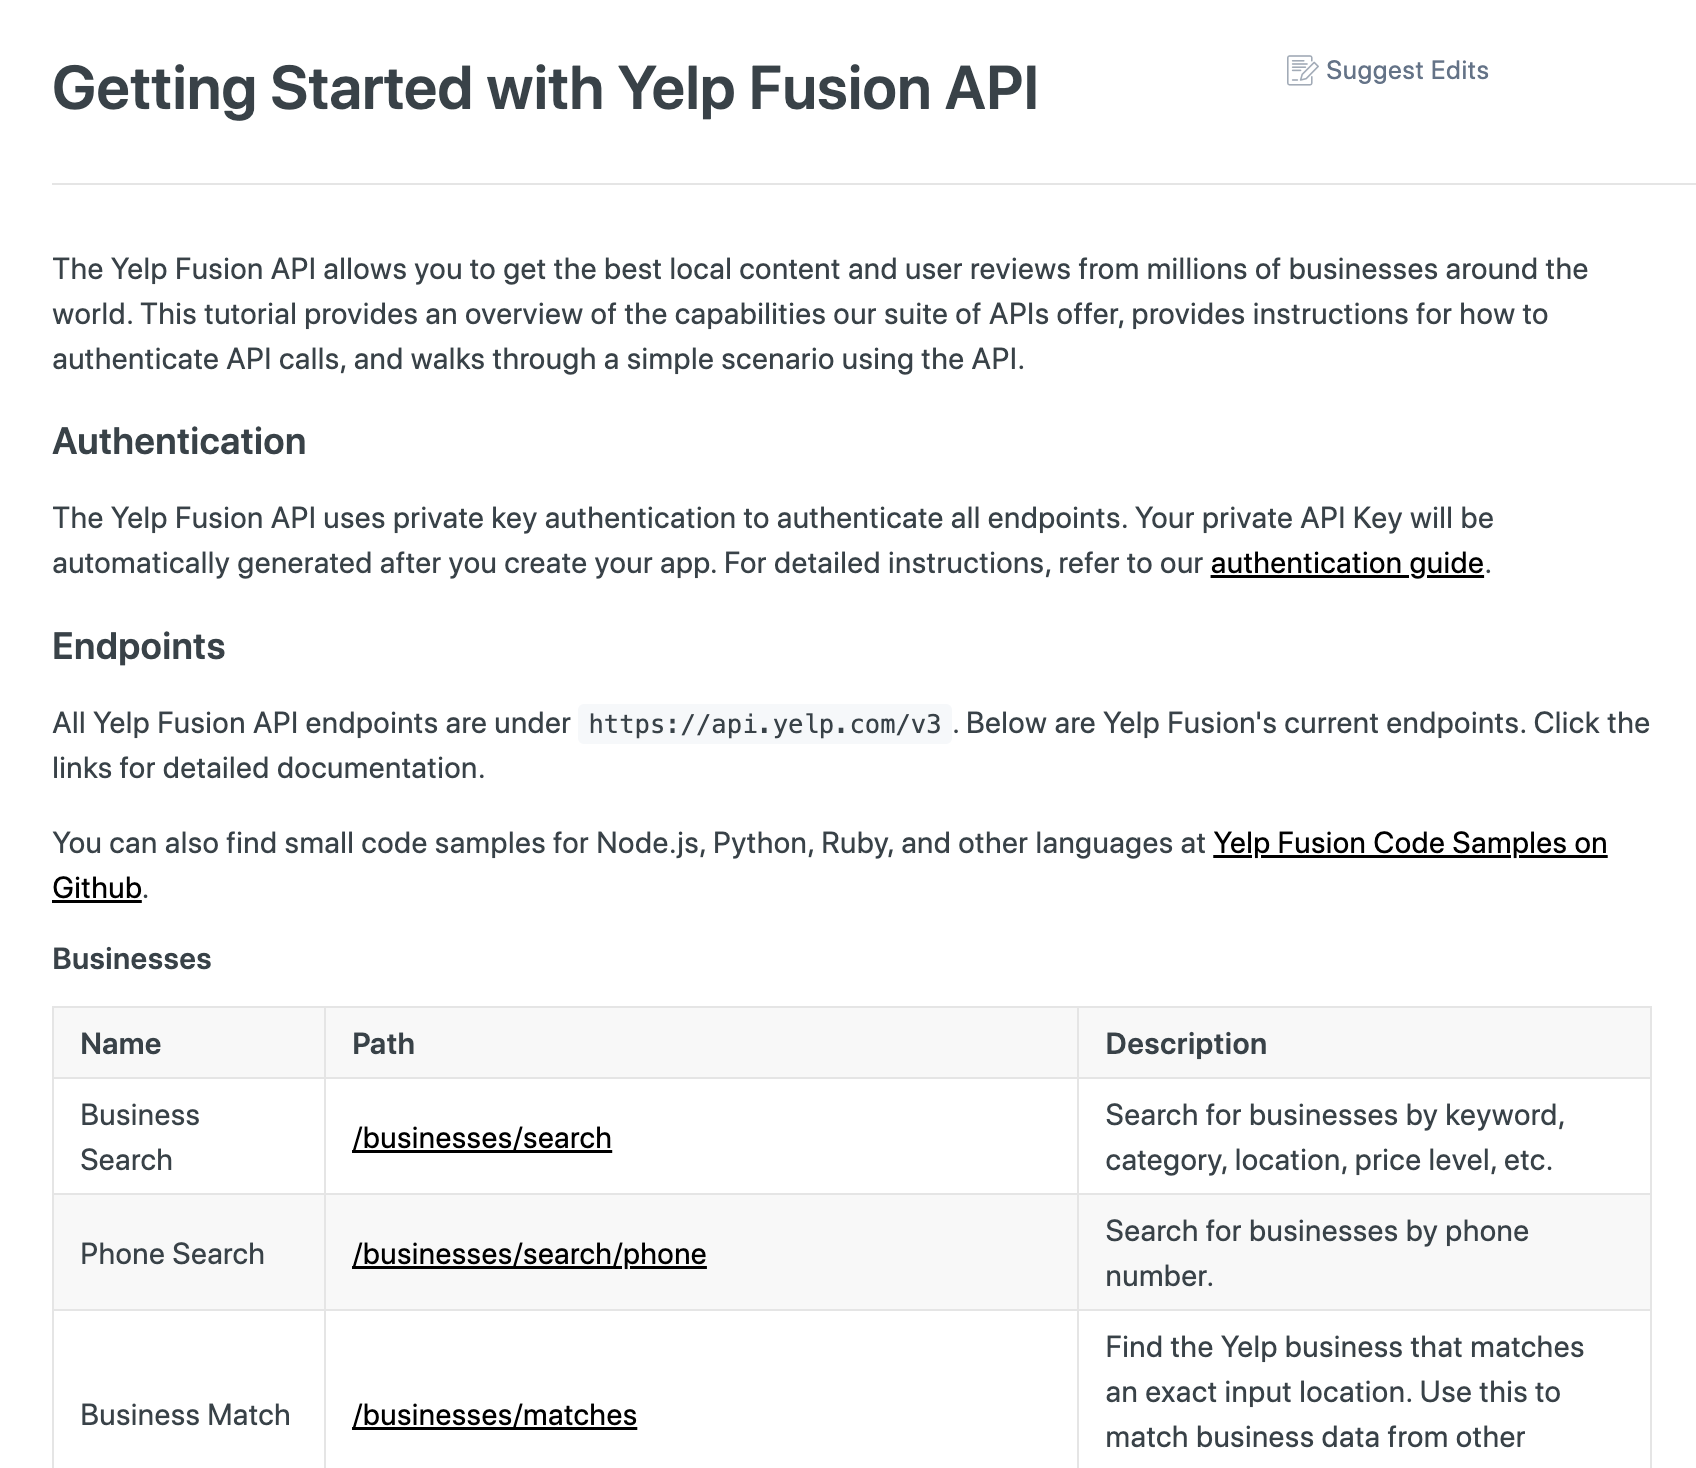 Getting Started with Yelp Fusion API
Suggest Edits
The Yelp Fusion API allows you to get the best local content and user reviews from millions of businesses around the
world. This tutorial provides an overview of the capabilities our suite of APIs offer, provides instructions for how to
authenticate API calls, and walks through a simple scenario using the API.
Authentication
The Yelp Fusion API uses private key authentication to authenticate all endpoints. Your private API Key will be
automatically generated after you create your app. For detailed instructions, refer to our authentication guide.
Endpoints
All Yelp Fusion API endpoints are under https://api.yelp.com/v3. Below are Yelp Fusion's current endpoints. Click the
links for detailed documentation.
You can also find small code samples for Node.js, Python, Ruby, and other languages at Yelp Fusion Code Samples on
Github.
Businesses
Name Path Description
Business
Search
/businesses/search
Search for businesses by keyword,
category, location, price level, etc.
Phone Search
/businesses/search/phone
Search for businesses by phone
number.
Business Match
/businesses/matches
Find the Yelp business that matches
an exact input location. Use this to
match business data from other